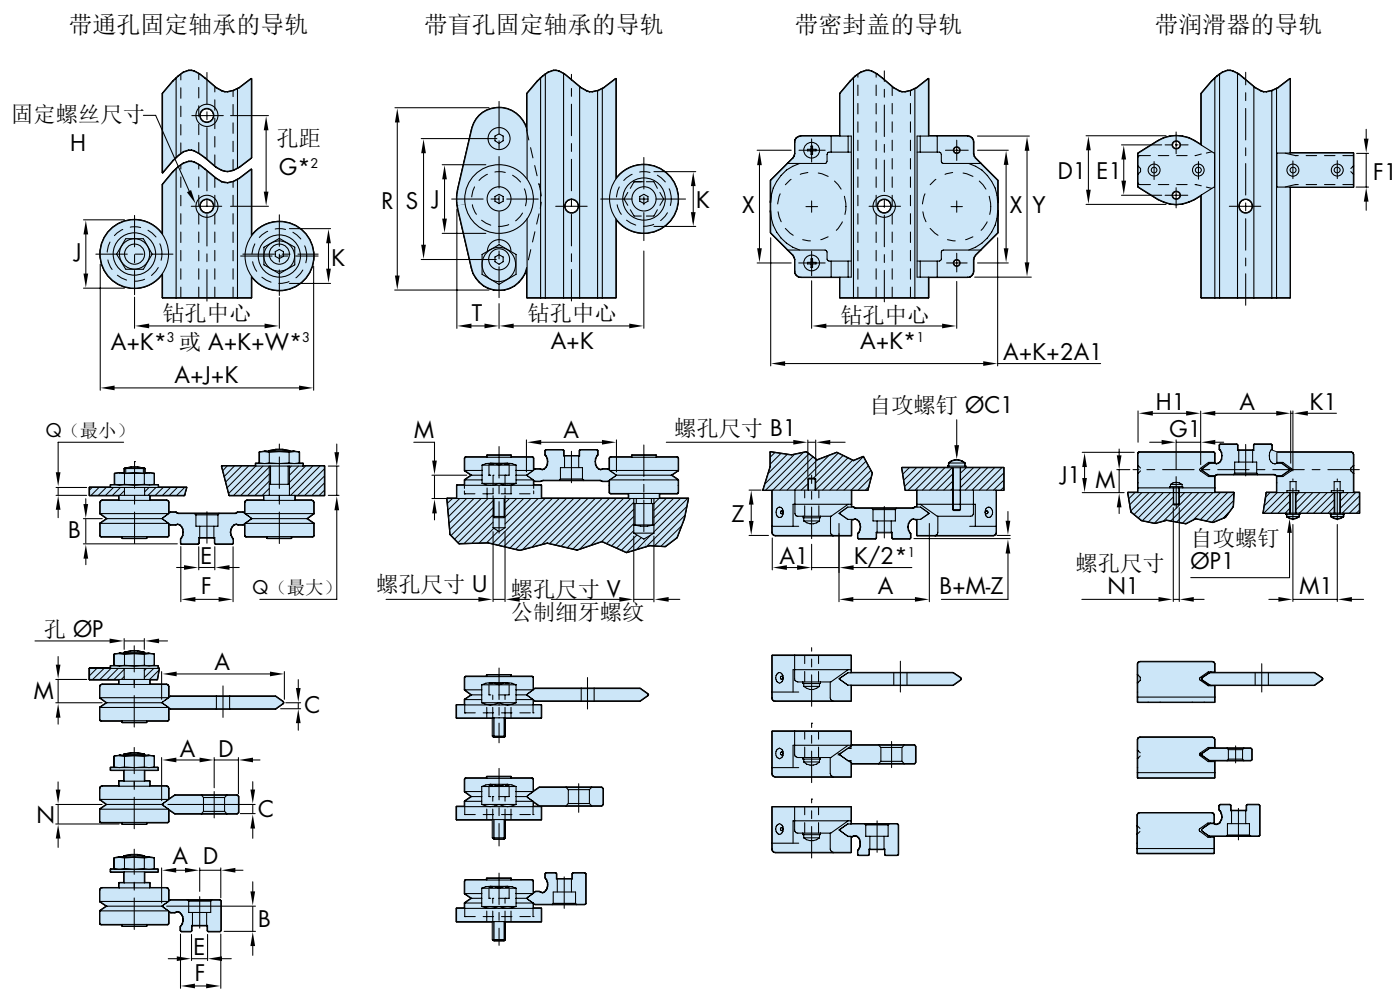 带通孔固定轴承的导轨
带盲孔固定轴承的导轨
带密封盖的导轨
带润滑器的导轨
固定螺丝尺寸
H
孔距
G*2
J
K
钻孔中心
A+K*3 或 A+K+W*3
A+J+K
R
S
J
K
T
钻孔中心
A+K
X
X
Y
钻孔中心
A+K*1
A+K+2A1
D1
E1
F1
Q（最小）
B
E
F
Q（最大）
M
A
螺孔尺寸 U
螺孔尺寸 V
公制细牙螺纹
螺孔尺寸 B1
自攻螺钉 ØC1
Z
A1
K/2*1
A
B+M-Z
H1
A
K1
G1
J1
M
自攻螺钉
ØP1
螺孔尺寸
N1
M1
孔 ØP
A
M
C
A
D
N
C
A
D
B
E
F